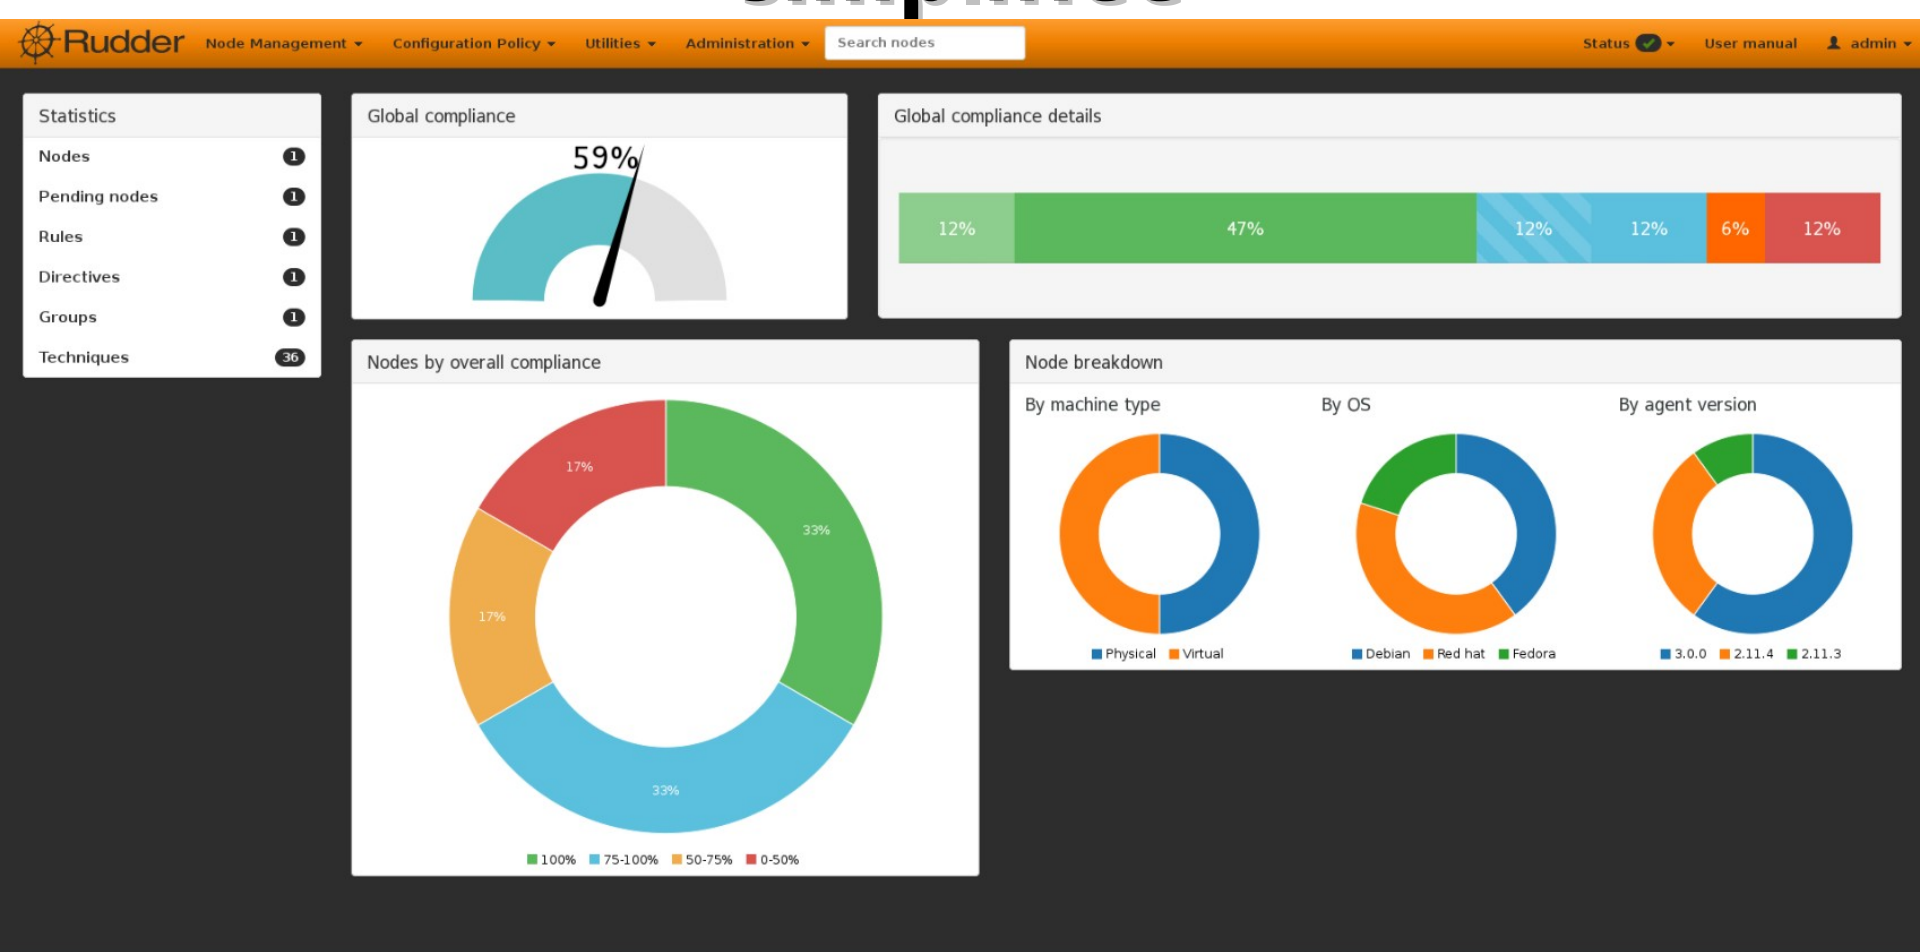 Rudder Node Management Configuration Policy Utilities Administration Search nodes Status User manual admin
Statistics
Nodes 1
Pending nodes 1
Rules 1
Directives 1
Groups 1
Techniques 36
Global compliance
59%
Global compliance details
12% 47% 12% 12% 6% 12%
Nodes by overall compliance
17%
33%
17%
33%
100% 75-100% 50-75% 0-50%
Node breakdown
By machine type
Physical Virtual
By OS
Debian Red hat Fedora
By agent version
3.0.0 2.11.4 2.11.3